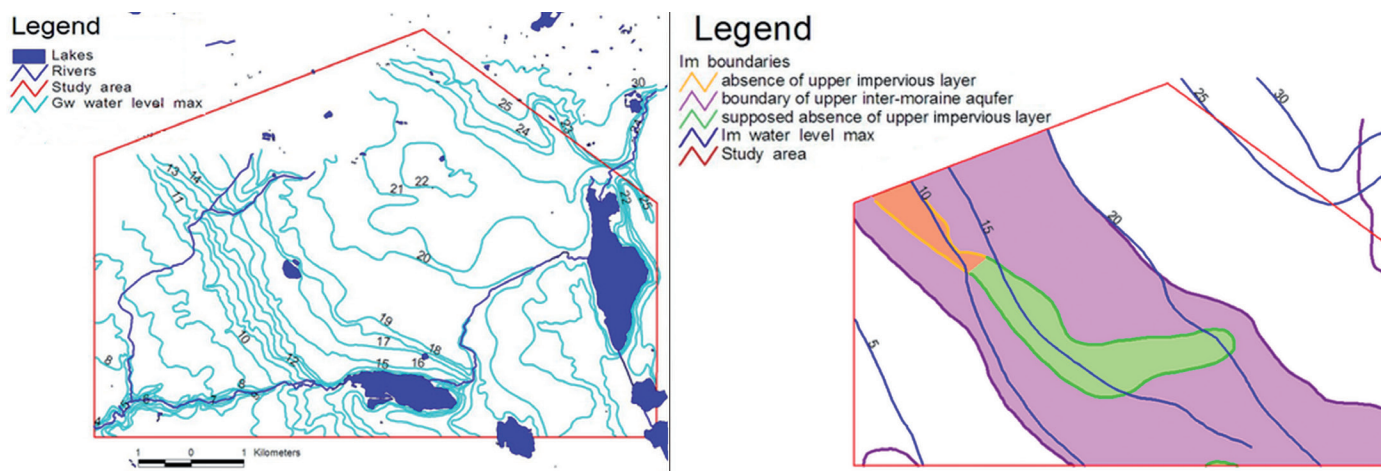 Legend
Lakes
Rivers
Study area
Gw water level max
30
25
24
23
13
14
11
21
22
22
25
20
19
17
18
10
12
15
16
8
8
7
4
1 0 1 Kilometers
Legend
Im boundaries
absence of upper impervious layer
boundary of upper inter-moraine aqufer
supposed absence of upper impervious layer
Im water level max
Study area
25
30
10
15
20
5